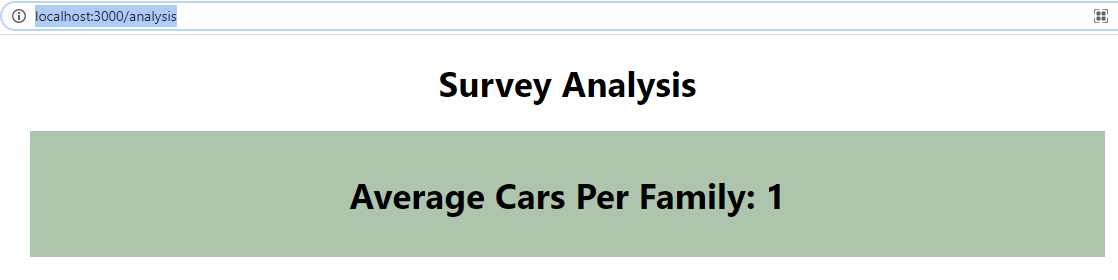 localhost:3000/analysis
Survey Analysis
Average Cars Per Family: 1